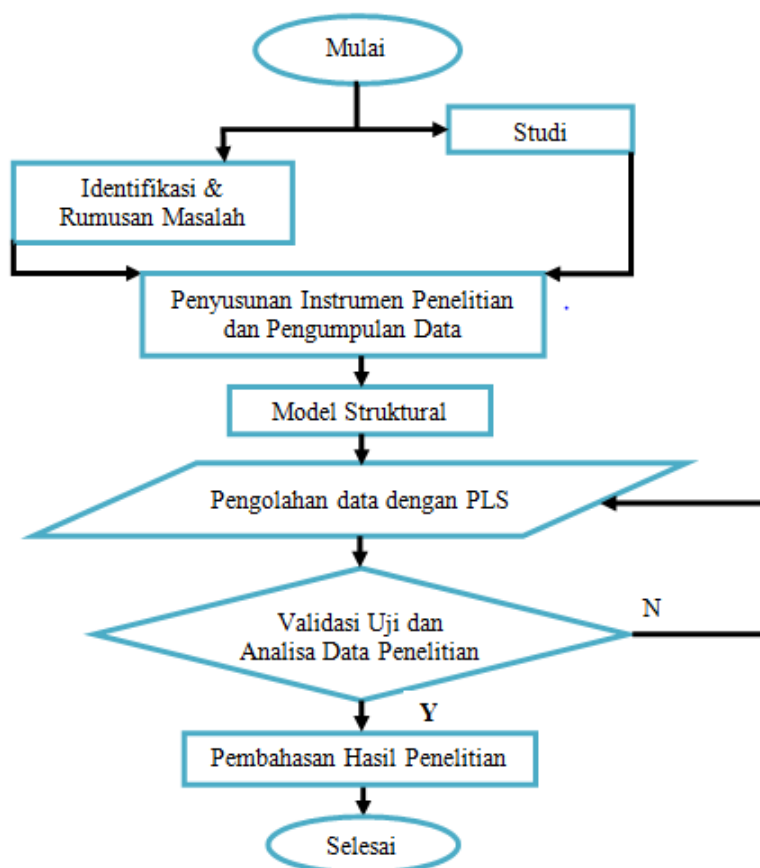 Mulai
Studi
Identifikasi &
Rumusan Masalah
Penyusunan Instrumen Penelitian
dan Pengumpulan Data
Model Struktural
Pengolahan data dengan PLS
Validasi Uji dan
Analisa Data Penelitian
N
Y
Pembahasan Hasil Penelitian
Selesai